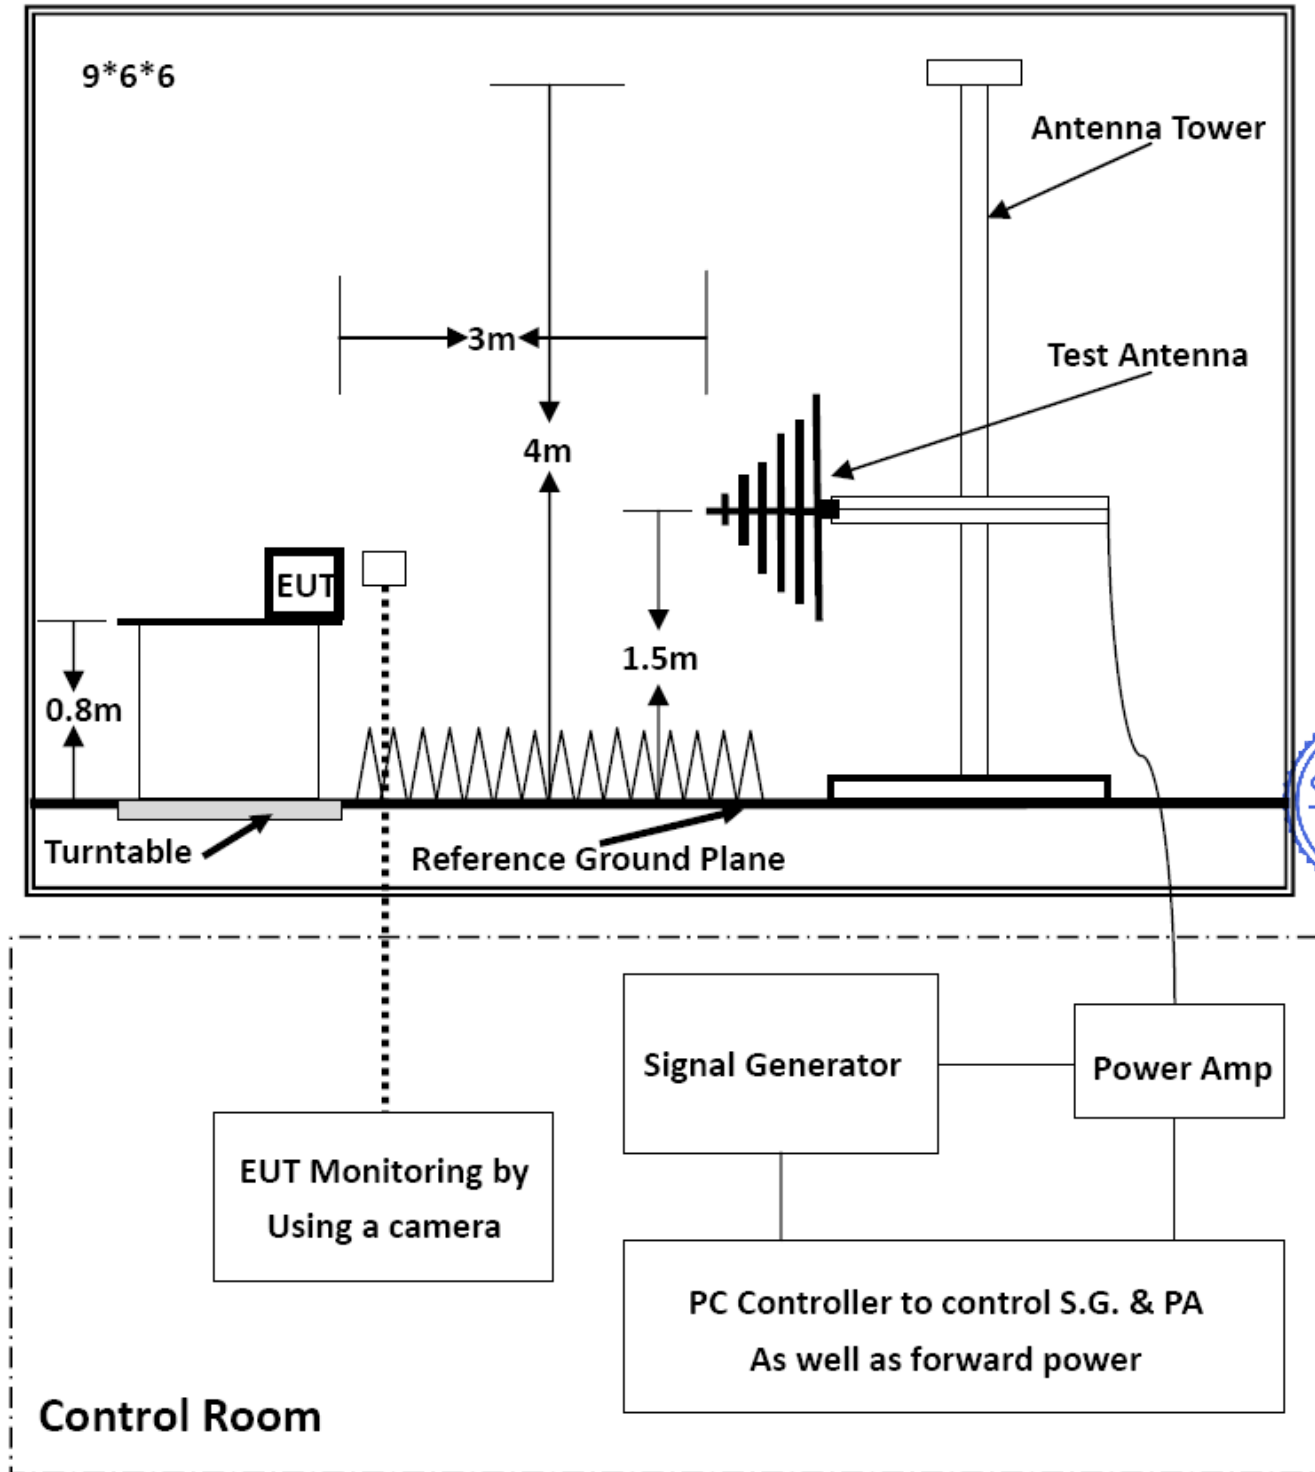 9*6*6
Antenna Tower
3m
Test Antenna
4m
EUT
1.5m
0.8m
Turntable
Reference Ground Plane
Signal Generator
Power Amp
EUT Monitoring by
Using a camera
PC Controller to control S.G. & PA
As well as forward power
Control Room